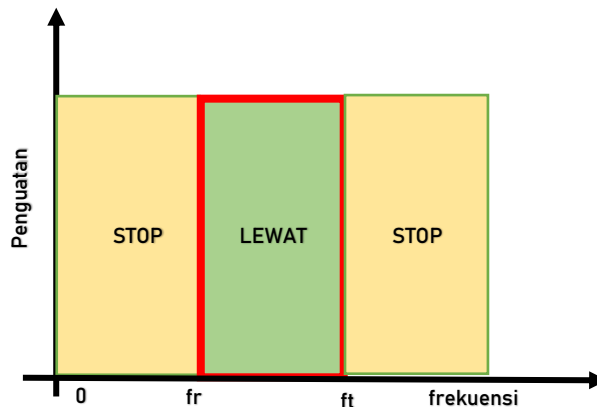 Penguatan
STOP
LEWAT
STOP
0
fr
ft
frekuensi